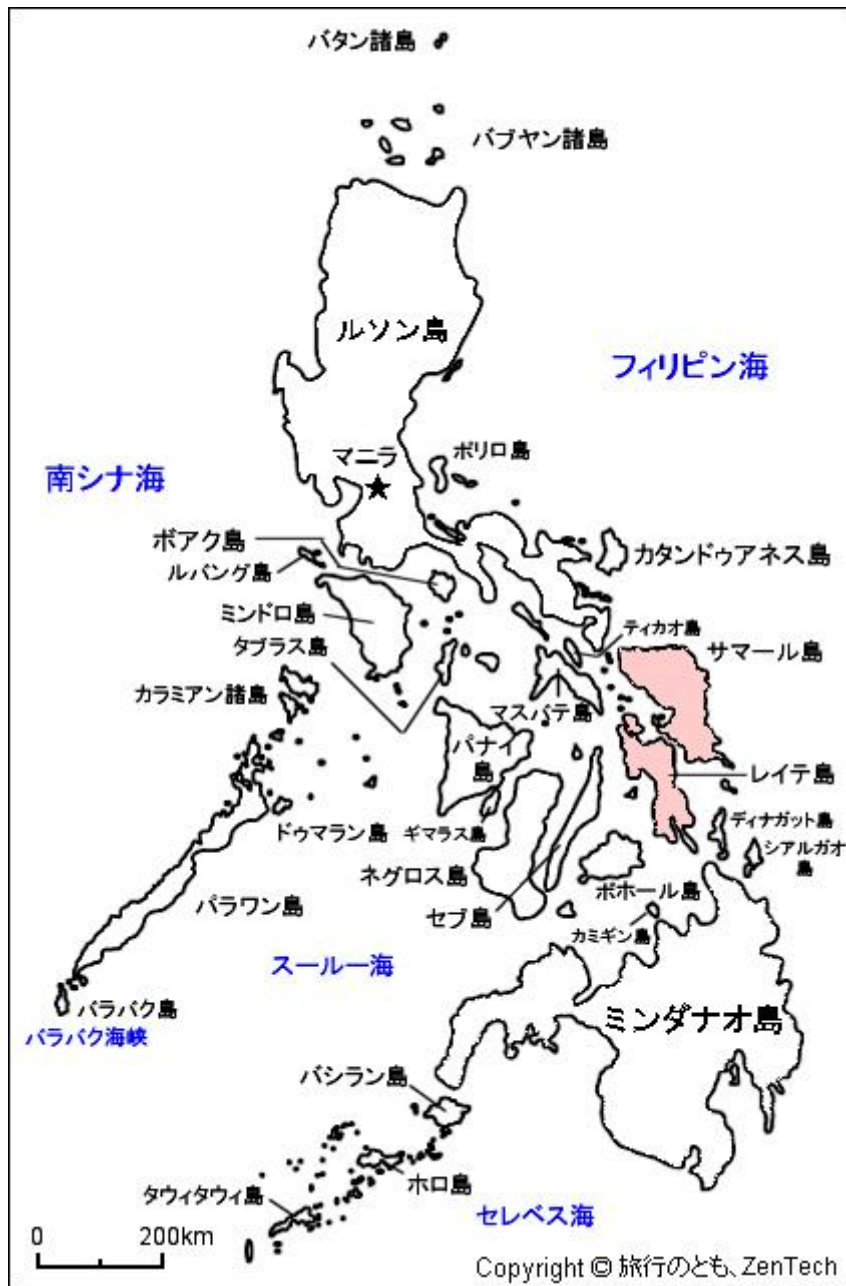 バタン諸島
バブヤン諸島
ルソン島
フィリピン海
マニラ
ポリロ島
南シナ海
ボアク島
カタンドゥアネス島
ルバング島
ミンドロ島
ティカオ島
タブラス島
サマール島
カラミアン諸島
マスバテ島
パナイ
島
レイテ島
ドゥマラン島
ギマラス島
ディナガット島
シアルガオ
島
ネグロス島
ボホール島
パラワン島
セブ島
カミギン島
スールー海
バラバク島
ミンダナオ島
バラバク海峡
バシラン島
ホロ島
タウィタウィ島
セレベス海
0 200km
Copyright © 旅行のとも、ZenTech